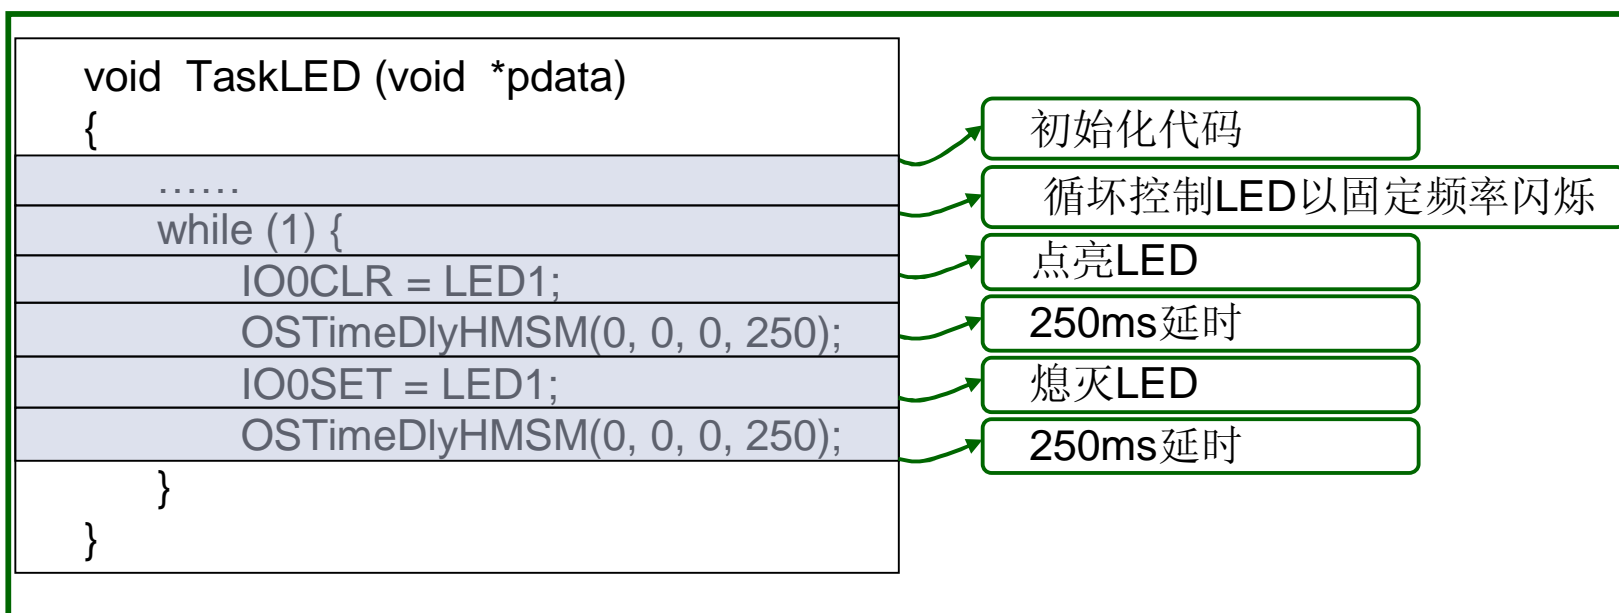 void TaskLED (void *pdata)
{
初始化代码
……
循坏控制LED以固定频率闪烁
while (1) {
点亮LED
IO0CLR = LED1;
250ms延时
OSTimeDlyHMSM(0, 0, 0, 250);
熄灭LED
IO0SET = LED1;
250ms延时
OSTimeDlyHMSM(0, 0, 0, 250);
}
}